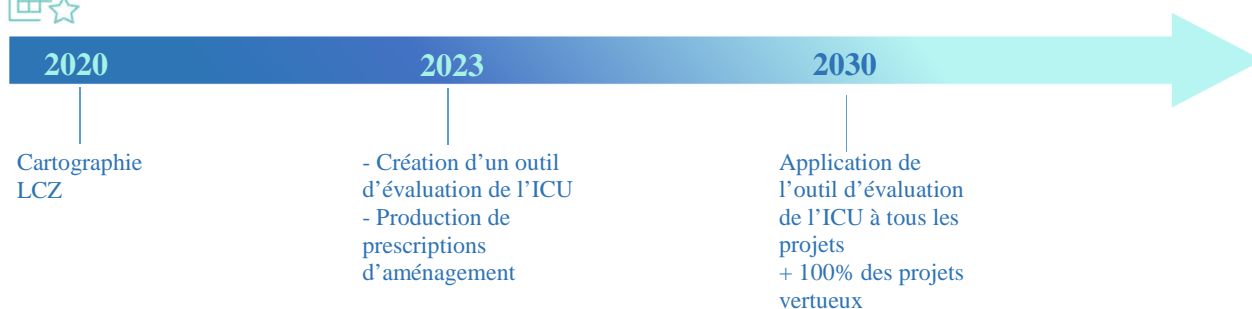 2020
2023
2030
Cartographie
LCZ
- Création d’un outil
d’évaluation de l’ICU
- Production de
prescriptions
d’aménagement
Application de
l’outil d’évaluation
de l’ICU à tous les
projets
+ 100% des projets
vertueux